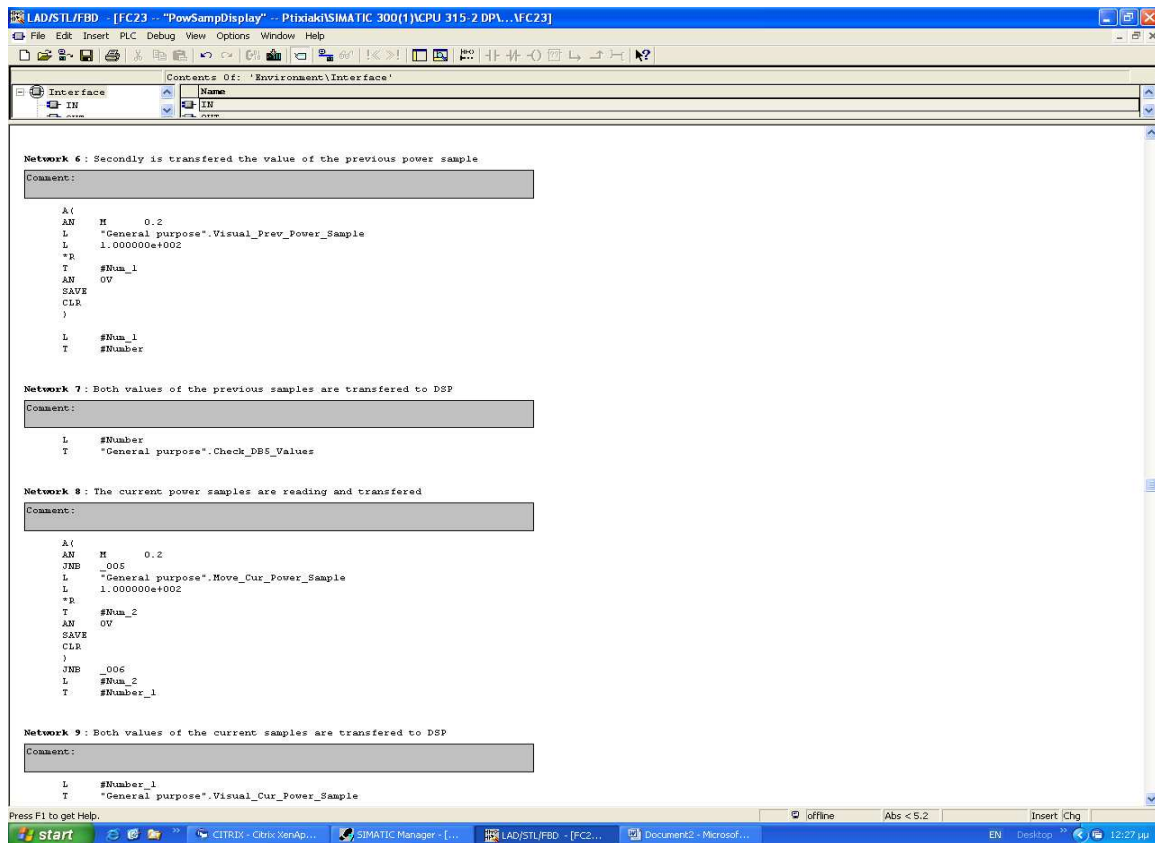 LAD/STL/FBD - [FC23 -- "PowSampDisplay" -- Ptixiaki\SIMATIC 300(1)\CPU 315-2 DP\...\FC23]
File Edit Insert PLC Debug View Options Window Help
Contents Of: 'Environment\Interface'
Interface
Name
IN
IN
OUT
Network 6 : Secondly is transfered the value of the previous power sample
Comment:
A(
AN M 0.2
L "General purpose".Visual_Prev_Power_Sample
L 1.000000e+002
*R
T #Num_1
AN OV
SAVE
CLR
)
L #Num_1
T #Number
Network 7 : Both values of the previous samples are transfered to DSP
Comment:
L #Number
T "General purpose".Check_DB5_Values
Network 8 : The current power samples are reading and transfered
Comment:
A(
AN M 0.2
JNB _005
L "General purpose".Move_Cur_Power_Sample
L 1.000000e+002
*R
T #Num_2
AN OV
SAVE
CLR
)
JNB _006
L #Num_2
T #Number_1
Network 9 : Both values of the current samples are transfered to DSP
Comment:
L #Number_1
T "General purpose".Visual_Cur_Power_Sample
Press F1 to get Help.
offline
Abs < 5.2
Insert Chg
start
CITRIX - Citrix XenAp...
SIMATIC Manager - [...
LAD/STL/FBD - [FC2...
Document2 - Microsof...
EN
Desktop
12:27 μμ